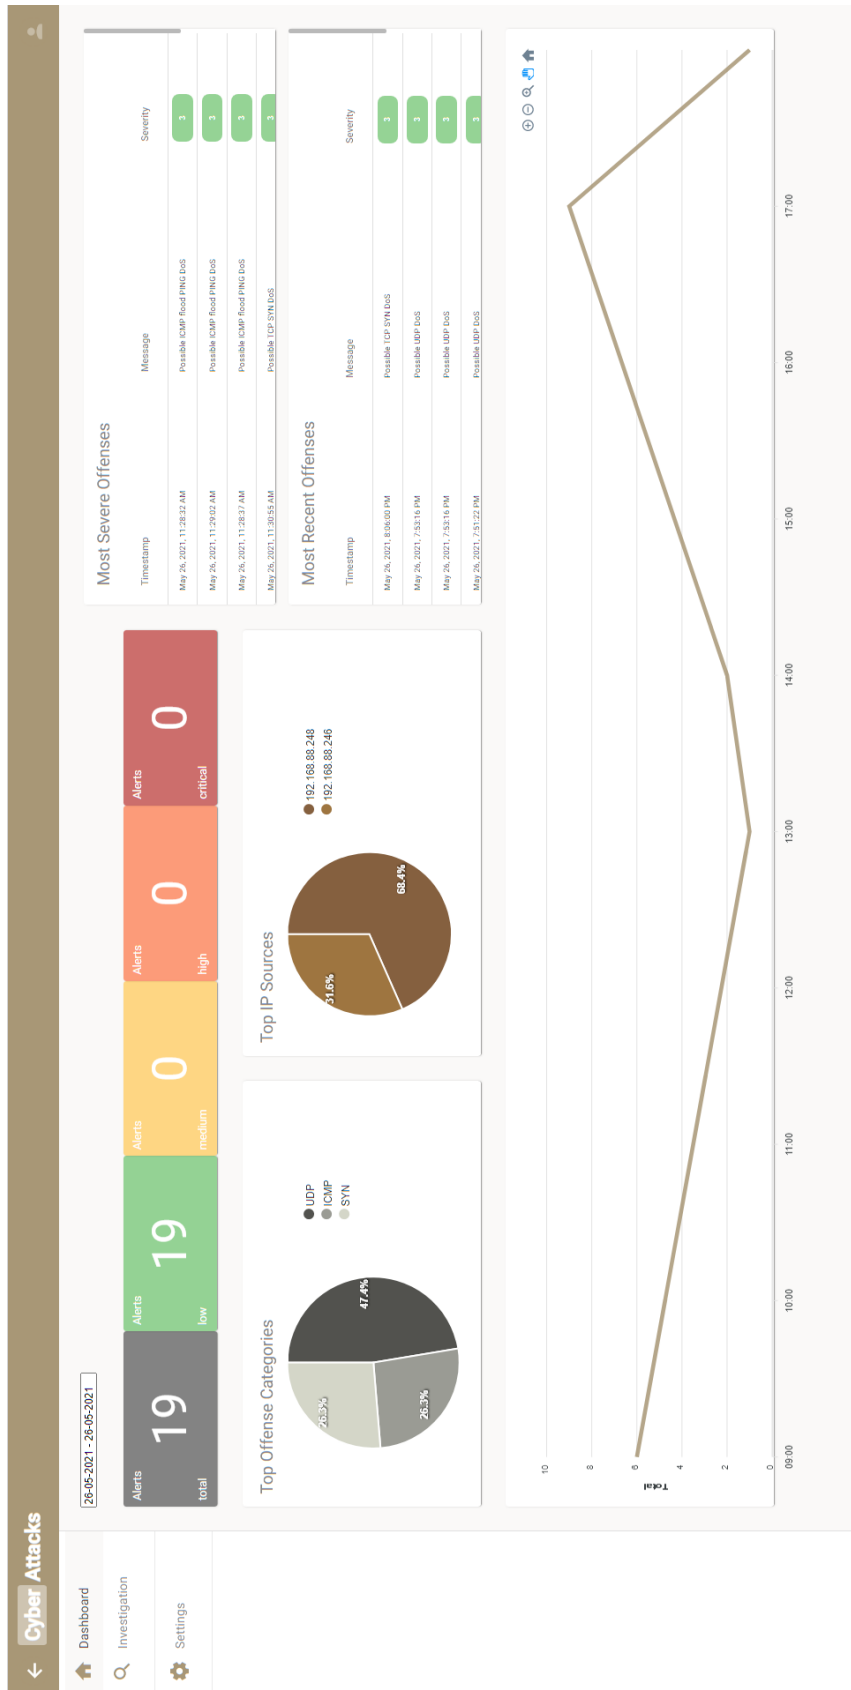 Cyber Attacks
Dashboard
Investigation
Settings
26-05-2021 - 26-05-2021
Alerts
19
total
Alerts
19
low
Alerts
0
medium
Alerts
0
high
Alerts
0
critical
Top Offense Categories
47.4%
26.3%
26.3%
UDP
ICMP
SYN
Top IP Sources
68.4%
31.6%
192.168.88.248
192.168.88.246
Most Severe Offenses
Timestamp Message Severity
May 26, 2021, 11:28:32 AM Possible ICMP flood PING DoS 3
May 26, 2021, 11:29:02 AM Possible ICMP flood PING DoS 3
May 26, 2021, 11:28:37 AM Possible ICMP flood PING DoS 3
May 26, 2021, 11:30:55 AM Possible TCP SYN DoS 3
Most Recent Offenses
Timestamp Message Severity
May 26, 2021, 8:06:00 PM Possible TCP SYN DoS 3
May 26, 2021, 7:53:16 PM Possible UDP DoS 3
May 26, 2021, 7:53:16 PM Possible UDP DoS 3
May 26, 2021, 7:51:22 PM Possible UDP DoS 3
Total
10
8
6
4
2
0
09:00 10:00 11:00 12:00 13:00 14:00 15:00 16:00 17:00